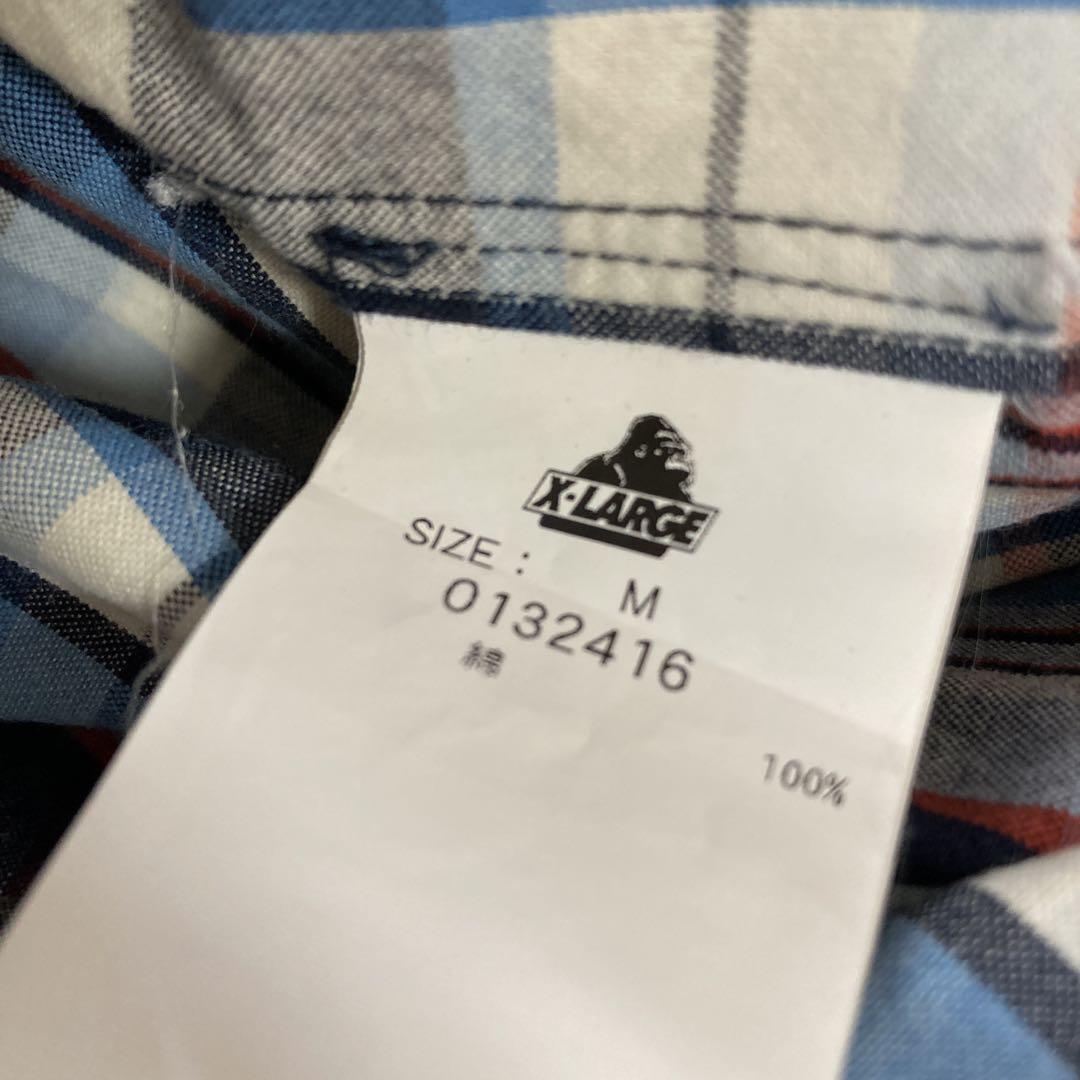 X-LARGE
SIZE : M
0132416
綿
100%